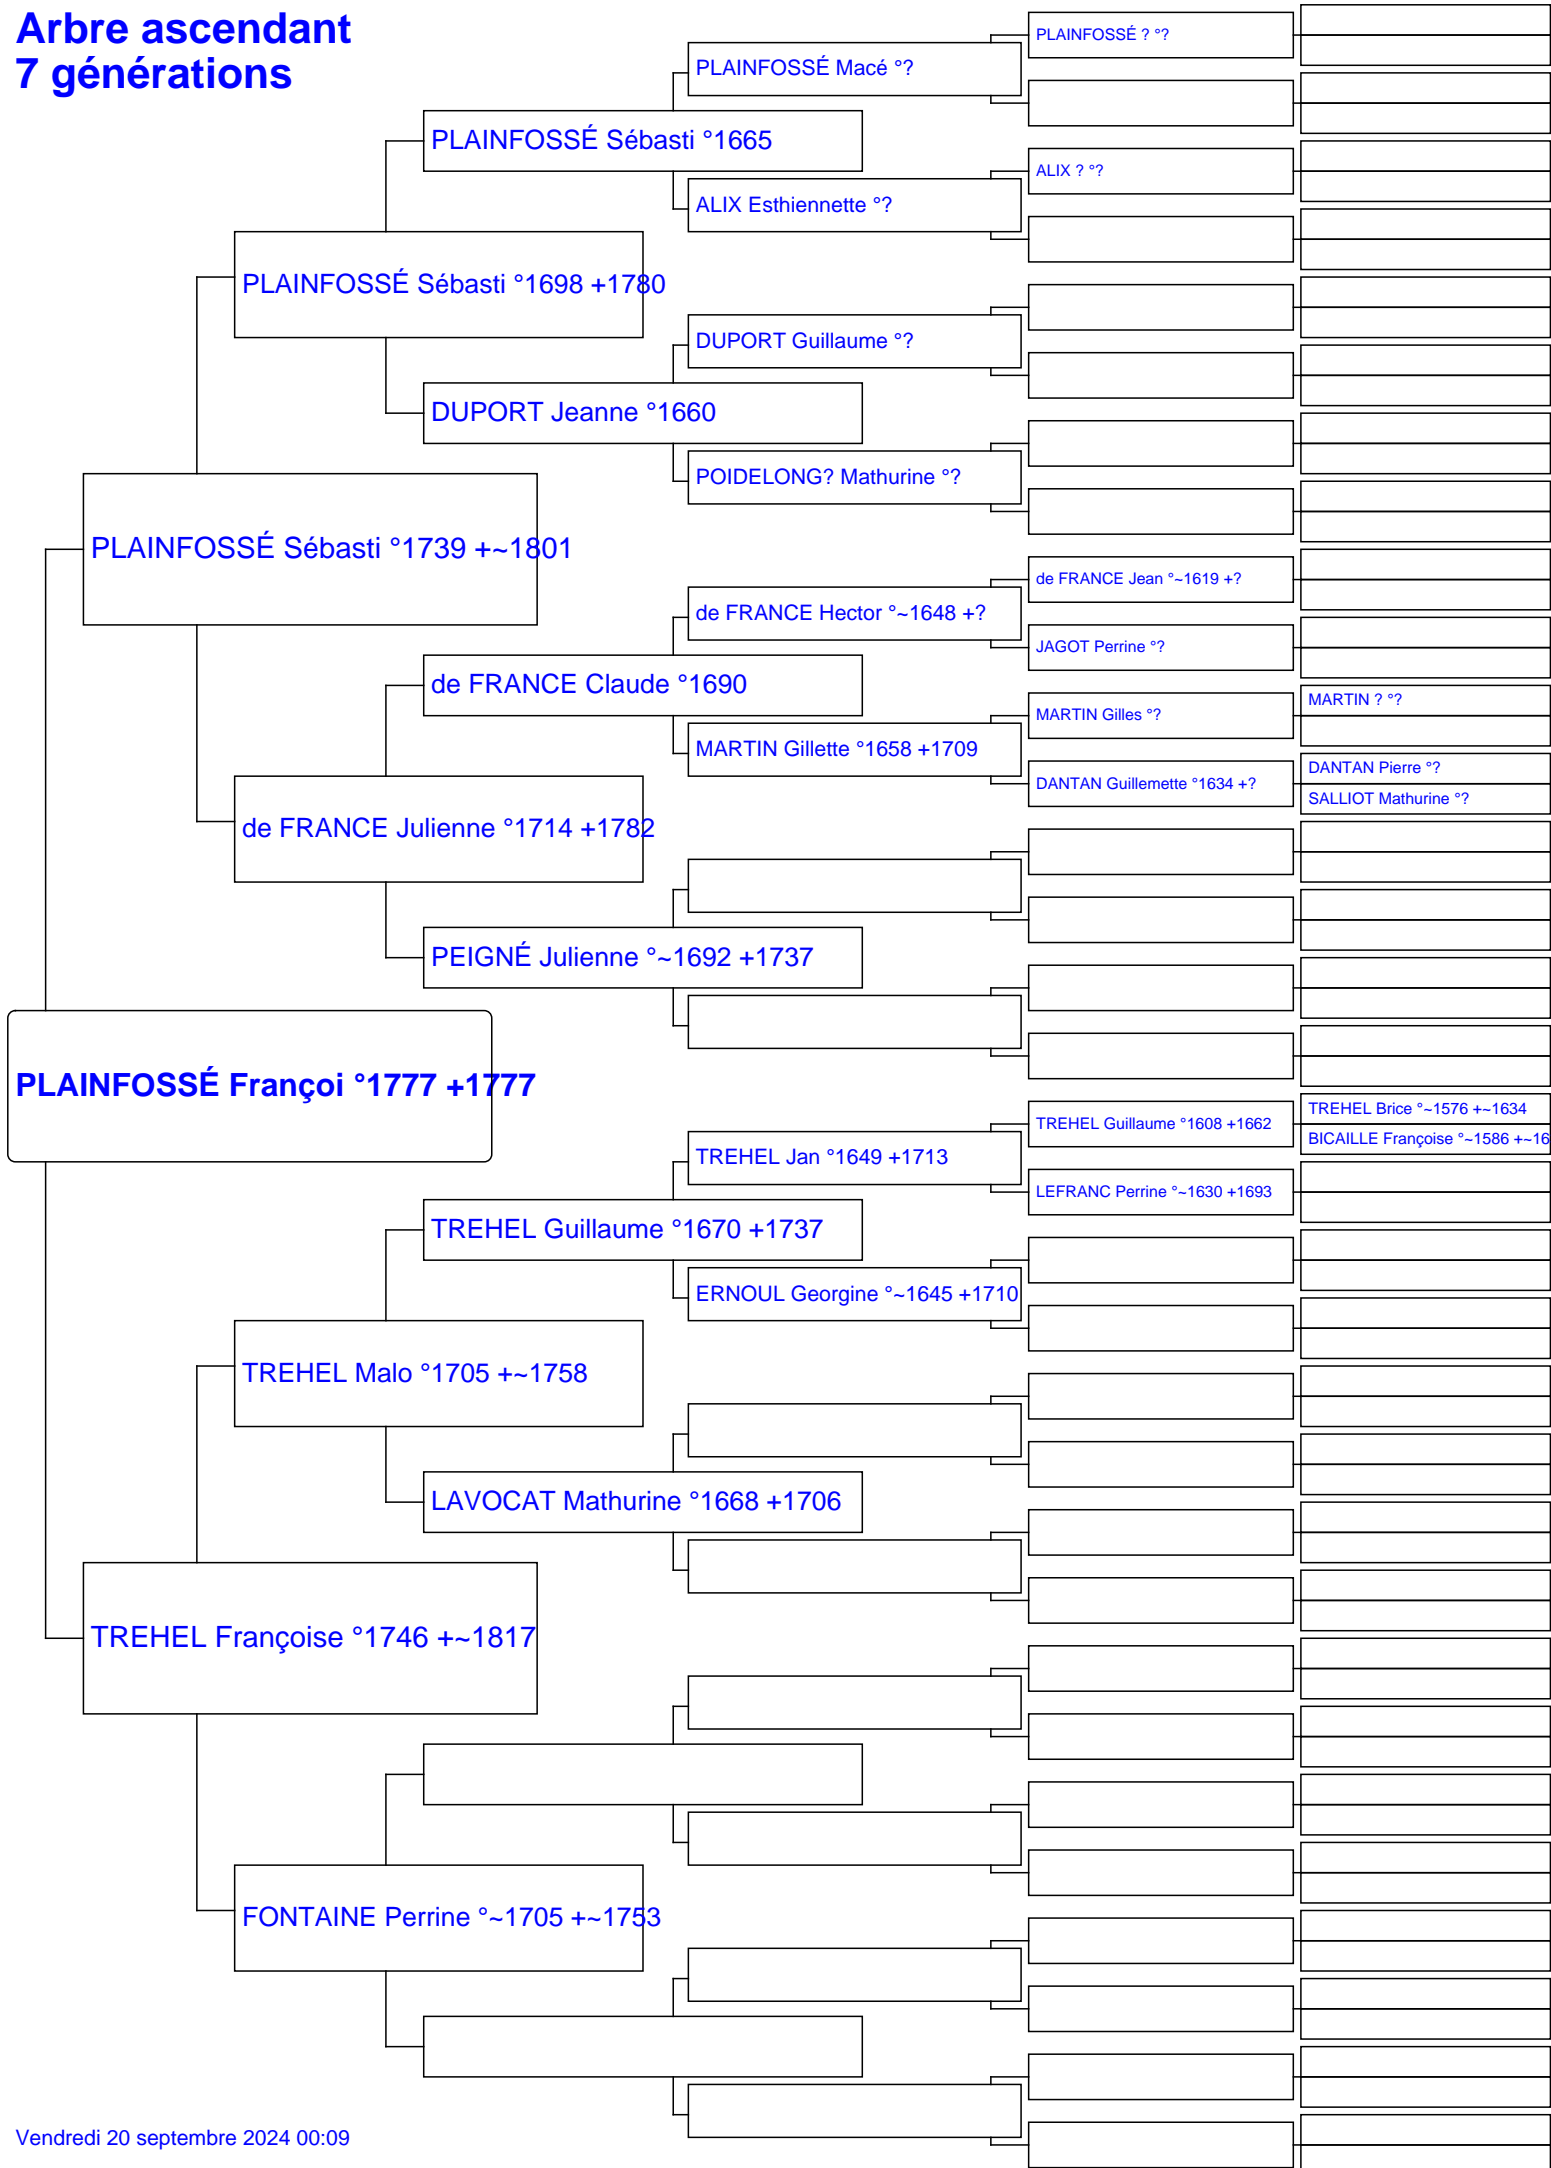 Arbre ascendant
7 générations
PLAINFOSSÉ ? °?
PLAINFOSSÉ Macé °?
PLAINFOSSÉ Sébasti °1665
ALIX ? °?
ALIX Esthiennette °?
PLAINFOSSÉ Sébasti °1698 +1780
DUPORT Guillaume °?
DUPORT Jeanne °1660
POIDELONG? Mathurine °?
PLAINFOSSÉ Sébasti °1739 +~1801
de FRANCE Jean °~1619 +?
de FRANCE Hector °~1648 +?
JAGOT Perrine °?
de FRANCE Claude °1690
MARTIN ? °?
MARTIN Gilles °?
MARTIN Gillette °1658 +1709
DANTAN Pierre °?
DANTAN Guillemette °1634 +?
SALLIOT Mathurine °?
de FRANCE Julienne °1714 +1782
PEIGNÉ Julienne °~1692 +1737
PLAINFOSSÉ Françoi °1777 +1777
TREHEL Brice °~1576 +~1634
TREHEL Guillaume °1608 +1662
BICAILLE Françoise °~1586 +~16
TREHEL Jan °1649 +1713
LEFRANC Perrine °~1630 +1693
TREHEL Guillaume °1670 +1737
ERNOUL Georgine °~1645 +1710
TREHEL Malo °1705 +~1758
LAVOCAT Mathurine °1668 +1706
TREHEL Françoise °1746 +~1817
FONTAINE Perrine °~1705 +~1753
Vendredi 20 septembre 2024 00:09